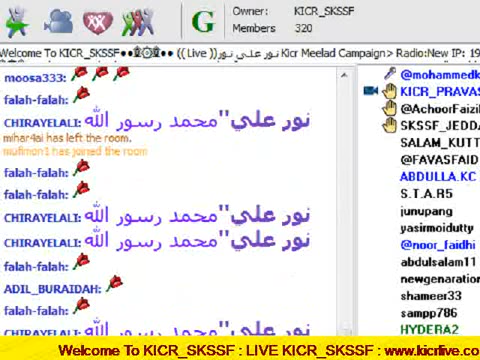 Owner: KICR_SKSSF
Members 320
Welcome To KICR_SKSSF●● ●● (( Live ))نور علـى نور(( Kicr Meelad Campaign> Radio:New IP: 19
moosa333:
falah-falah:
CHIRAYELALI: نور علي''محمد رسور الله
mihar4ai has left the room.
mufimon1 has joined the room
falah-falah:
falah-falah:
CHIRAYELALI: نور علي''محمد رسور الله
CHIRAYELALI: نور علي''محمد رسور الله
falah-falah:
ADIL_BURAIDAH:
falah-falah:
CHIRAYELALI: نور علي''محمد رسور الله
@mohammedk
KICR_PRAVAS
@AchoorFaizi
SKSSF_JEDDA
SALAM_KUTT
@FAVASFAID
ABDULLA.KC
S.T.A.R5
junupang
yasirmoidutty
@noor_faidhi
abdulsalam11
newgenaration
shameer33
sampp786
HYDERA2
Welcome To KICR_SKSSF : LIVE KICR_SKSSF : www.kicrlive.co